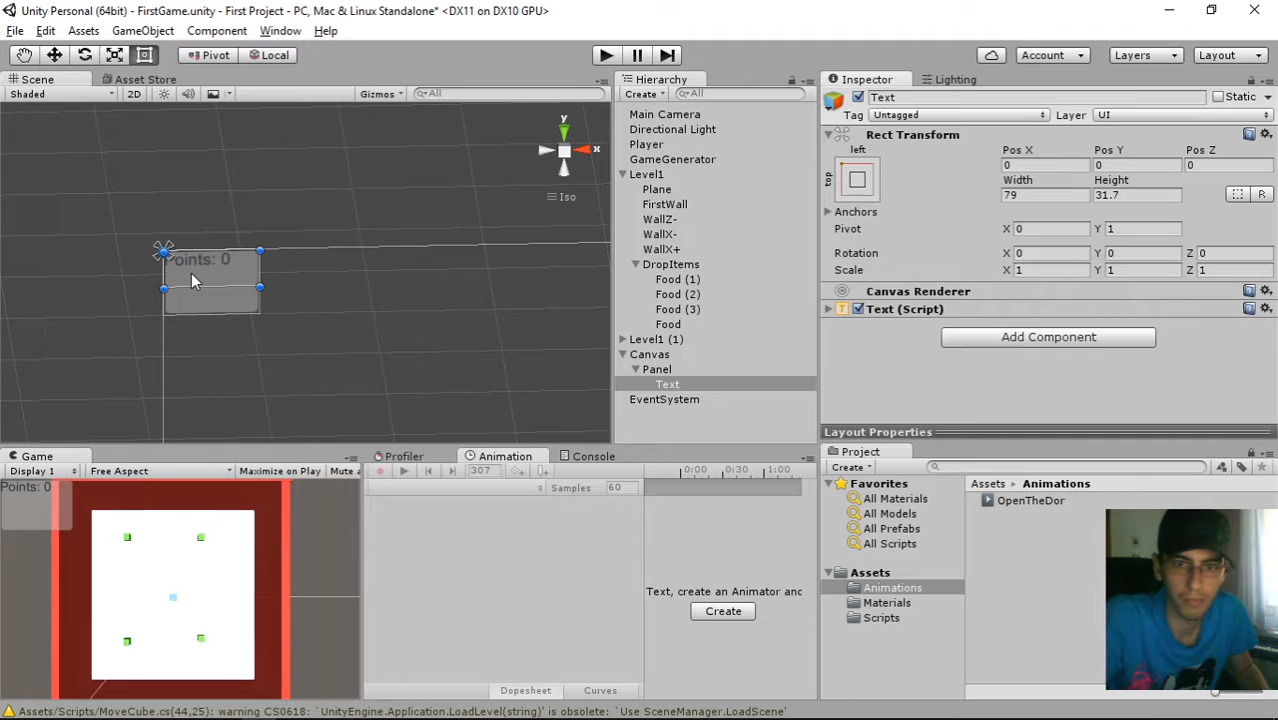 Unity Personal (64bit) - FirstGame.unity - First Project - PC, Mac & Linux Standalone* <DX11 on DX10 GPU>
File Edit Assets GameObject Component Window Help
Pivot Local Account Layers Layout
Scene Asset Store
Shaded 2D Gizmos All
Points: 0
y
x
Iso
Hierarchy
Create All
Main Camera
Directional Light
Player
GameGenerator
Level1
Plane
FirstWall
WallZ-
WallX-
WallX+
DropItems
Food (1)
Food (2)
Food (3)
Food
Level1 (1)
Canvas
Panel
Text
EventSystem
Inspector Lighting
Text Static
Tag Untagged Layer UI
Rect Transform
left Pos X Pos Y Pos Z
top 0 0 0
Width Height
79 31.7 R
Anchors
Pivot X 0 Y 1
Rotation X 0 Y 0 Z 0
Scale X 1 Y 1 Z 1
Canvas Renderer
Text (Script)
Add Component
Layout Properties
Game
Display 1 Free Aspect Maximize on Play Mute a
Points: 0
Profiler Animation Console
307 0:00 0:30 1:00
Samples 60
Text, create an Animator anc
Create
Dopesheet Curves
Project
Create
Favorites
All Materials
All Models
All Prefabs
All Scripts
Assets
Animations
Materials
Scripts
Assets Animations
OpenTheDor
Assets/Scripts/MoveCube.cs(44,25): warning CS0618: `UnityEngine.Application.LoadLevel(string)' is obsolete: `Use SceneManager.LoadScene'